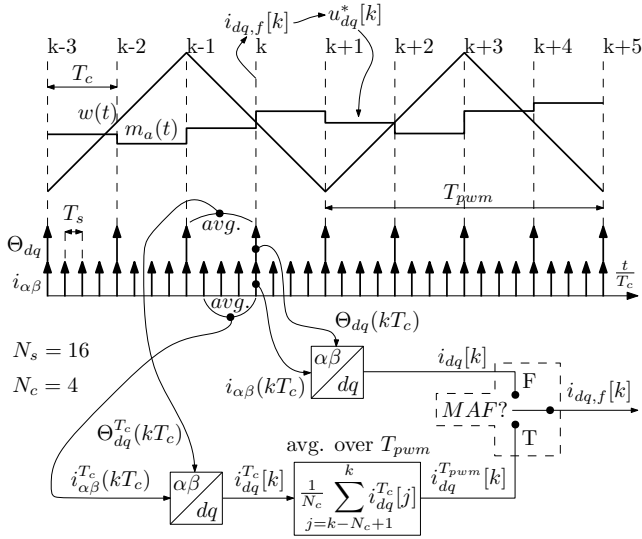 i_{dq,f}[k] u^*_{dq}[k]
k-3 k-2 k-1 k k+1 k+2 k+3 k+4 k+5
T_c
w(t)
m_a(t)
T_{pwm}
T_s
avg.
Θ_{dq}
i_{αβ}
avg.
t/T_c
Θ_{dq}(kT_c)
N_s = 16
N_c = 4
αβ
dq
i_{αβ}(kT_c)
i_{dq}[k]
F
MAF?
T
i_{dq,f}[k]
Θ^{T_c}_{dq}(kT_c)
avg. over T_{pwm}
i^{T_c}_{αβ}(kT_c)
αβ
dq
i^{T_c}_{dq}[k]
1/N_c ∑_{j=k−N_c+1}^{k} i^{T_c}_{dq}[j]
i^{T_{pwm}}_{dq}[k]